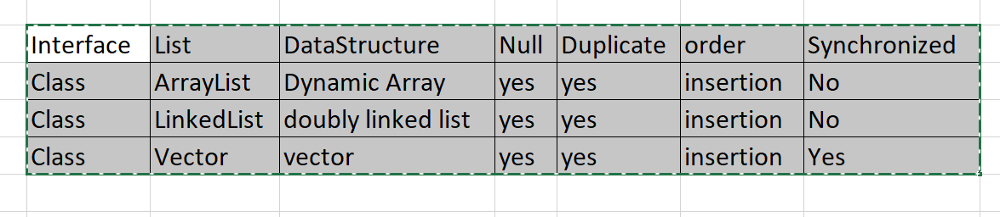 Interface List DataStructure Null Duplicate order Synchronized
Class ArrayList Dynamic Array yes yes insertion No
Class LinkedList doubly linked list yes yes insertion No
Class Vector vector yes yes insertion Yes